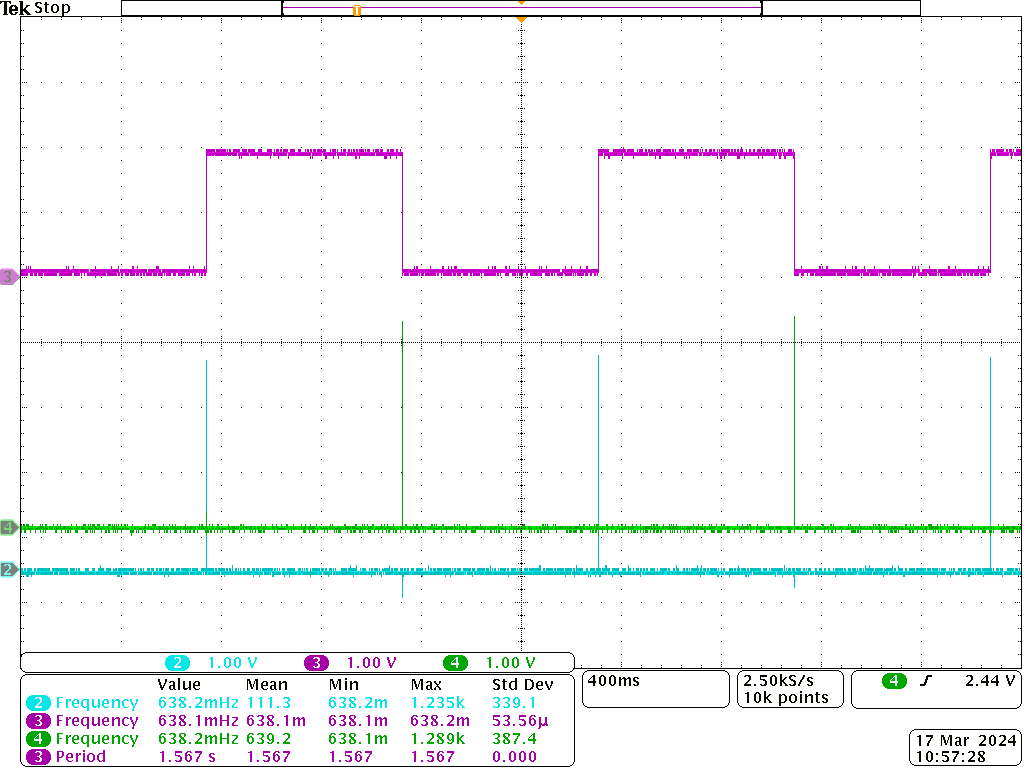 Tek Stop
T
3
4
2
2 1.00 V 3 1.00 V 4 1.00 V
Value Mean Min Max Std Dev
2 Frequency 638.2mHz 111.3 638.2m 1.235k 339.1
3 Frequency 638.1mHz 638.1m 638.1m 638.2m 53.56µ
4 Frequency 638.2mHz 639.2 638.1m 1.289k 387.4
3 Period 1.567 s 1.567 1.567 1.567 0.000
400ms
2.50kS/s
10k points
4 2.44 V
17 Mar 2024
10:57:28